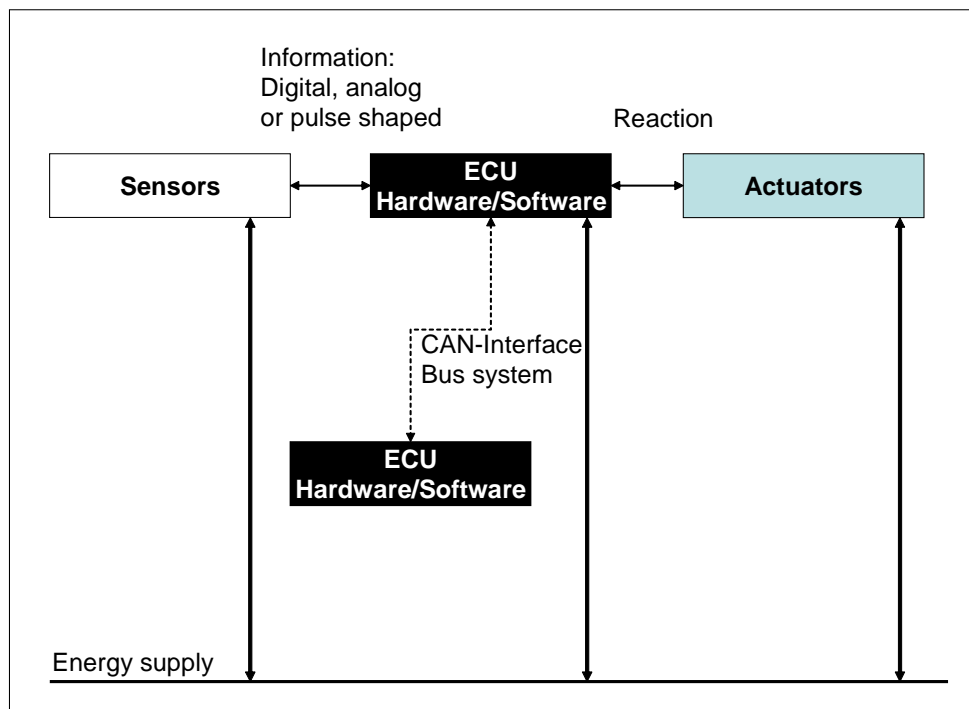 Information:
Digital, analog
or pulse shaped
Reaction
Sensors
ECU
Hardware/Software
Actuators
CAN-Interface
Bus system
ECU
Hardware/Software
Energy supply